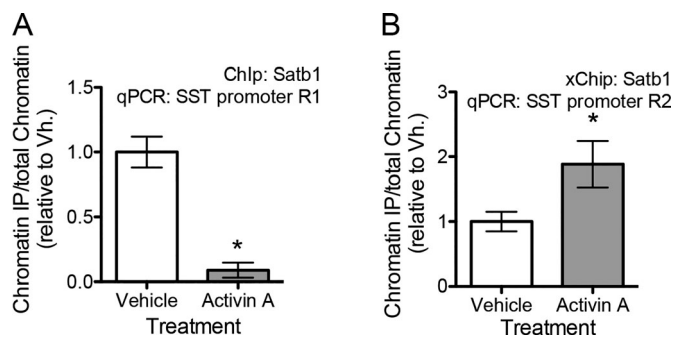 A
Chromatin IP/total Chromatin
(relative to Vh.)
ChIp: Satb1
qPCR: SST promoter R1
1.5
1.0
0.5
0.0
*
Vehicle Activin A
Treatment
B
Chromatin IP/total Chromatin
(relative to Vh.)
xChip: Satb1
qPCR: SST promoter R2
3
2
1
0
*
Vehicle Activin A
Treatment